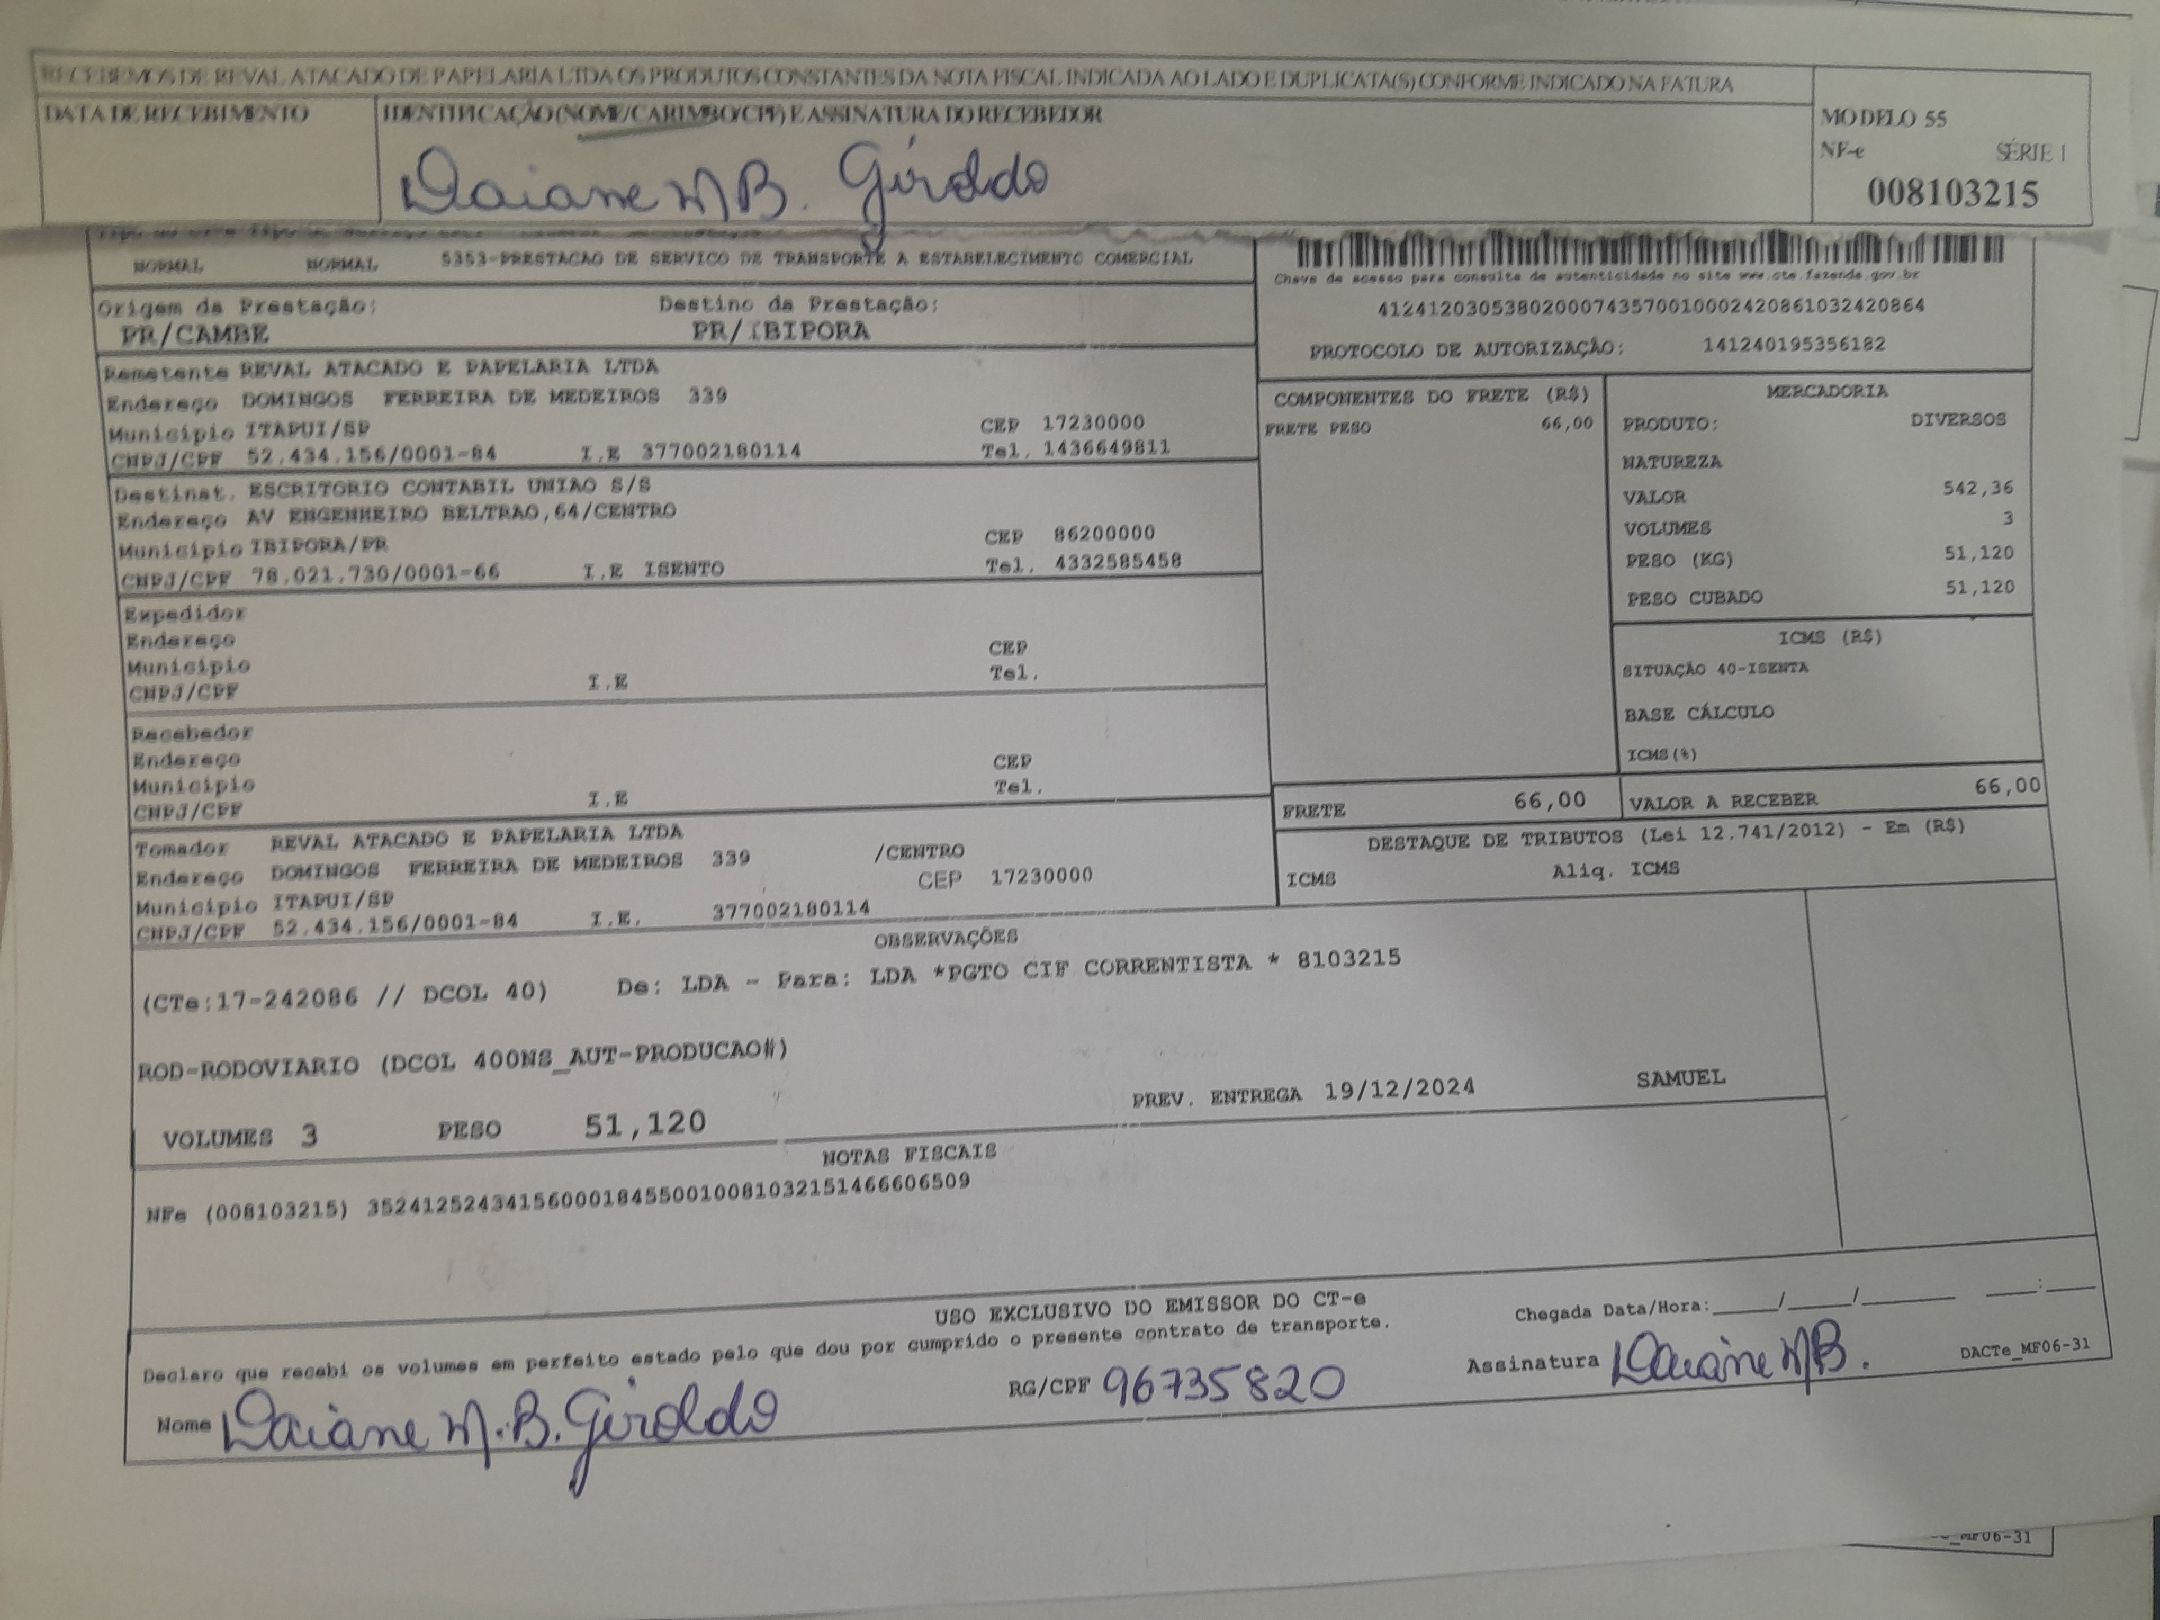 RECEBEMOS DE REVAL ATACADO DE PAPELARIA LTDA OS PRODUTOS CONSTANTES DA NOTA FISCAL INDICADA AO LADO E DUPLICATA(S) CONFORME INDICADO NA FATURA
DATA DE RECEBIMENTO IDENTIFICAÇÃO (NOME/CARIMBO/CPF) E ASSINATURA DO RECEBEDOR
Daiane M B. Giroldo
MODELO 55
NF-e SÉRIE 1
008103215
NORMAL NORMAL 5353-PRESTACAO DE SERVICO DE TRANSPORTE A ESTABELECIMENTO COMERCIAL
Chave de acesso para consulta de autenticidade no site www.cte.fazenda.gov.br
41241203053802000743570010002420861032420864
PROTOCOLO DE AUTORIZAÇÃO: 141240195356182
Origem da Prestação: Destino da Prestação:
PR/CAMBE PR/IBIPORA
Remetente REVAL ATACADO E PAPELARIA LTDA
Endereço DOMINGOS FERREIRA DE MEDEIROS 339
Município ITAPUI/SP CEP 17230000
CNPJ/CPF 52.434.156/0001-84 I.E 377002180114 Tel. 1436649811
Destinat. ESCRITORIO CONTABIL UNIAO S/S
Endereço AV ENGENHEIRO BELTRAO,64/CENTRO
Município IBIPORA/PR CEP 86200000
CNPJ/CPF 78.021.730/0001-66 I.E ISENTO Tel. 4332585458
Expedidor
Endereço
Município CEP
CNPJ/CPF I.E Tel.
Recebedor
Endereço
Município CEP
CNPJ/CPF I.E Tel.
Tomador REVAL ATACADO E PAPELARIA LTDA
Endereço DOMINGOS FERREIRA DE MEDEIROS 339 /CENTRO
Município ITAPUI/SP CEP 17230000
CNPJ/CPF 52.434.156/0001-84 I.E. 377002180114
COMPONENTES DO FRETE (R$)
FRETE PESO 66,00
MERCADORIA
PRODUTO: DIVERSOS
NATUREZA
VALOR 542,36
VOLUMES 3
PESO (KG) 51,120
PESO CUBADO 51,120
ICMS (R$)
SITUAÇÃO 40-ISENTA
BASE CÁLCULO
ICMS(%)
FRETE 66,00 VALOR A RECEBER 66,00
DESTAQUE DE TRIBUTOS (Lei 12.741/2012) - Em (R$)
ICMS Aliq. ICMS
OBSERVAÇÕES
(CTe:17-242086 // DCOL 40) De: LDA - Para: LDA *PGTO CIF CORRENTISTA * 8103215
ROD-RODOVIARIO (DCOL 400NS_AUT-PRODUCAO#)
PREV. ENTREGA 19/12/2024 SAMUEL
VOLUMES 3 PESO 51,120
NOTAS FISCAIS
NFe (008103215) 35241252434156000184550010081032151466606509
USO EXCLUSIVO DO EMISSOR DO CT-e
Declaro que recebi os volumes em perfeito estado pelo que dou por cumprido o presente contrato de transporte.
Chegada Data/Hora:____/____/______ ___:___
Nome Daiane M.B. Giroldo RG/CPF 96735820 Assinatura Daiane M B. DACTe_MF06-31
_MF06-31